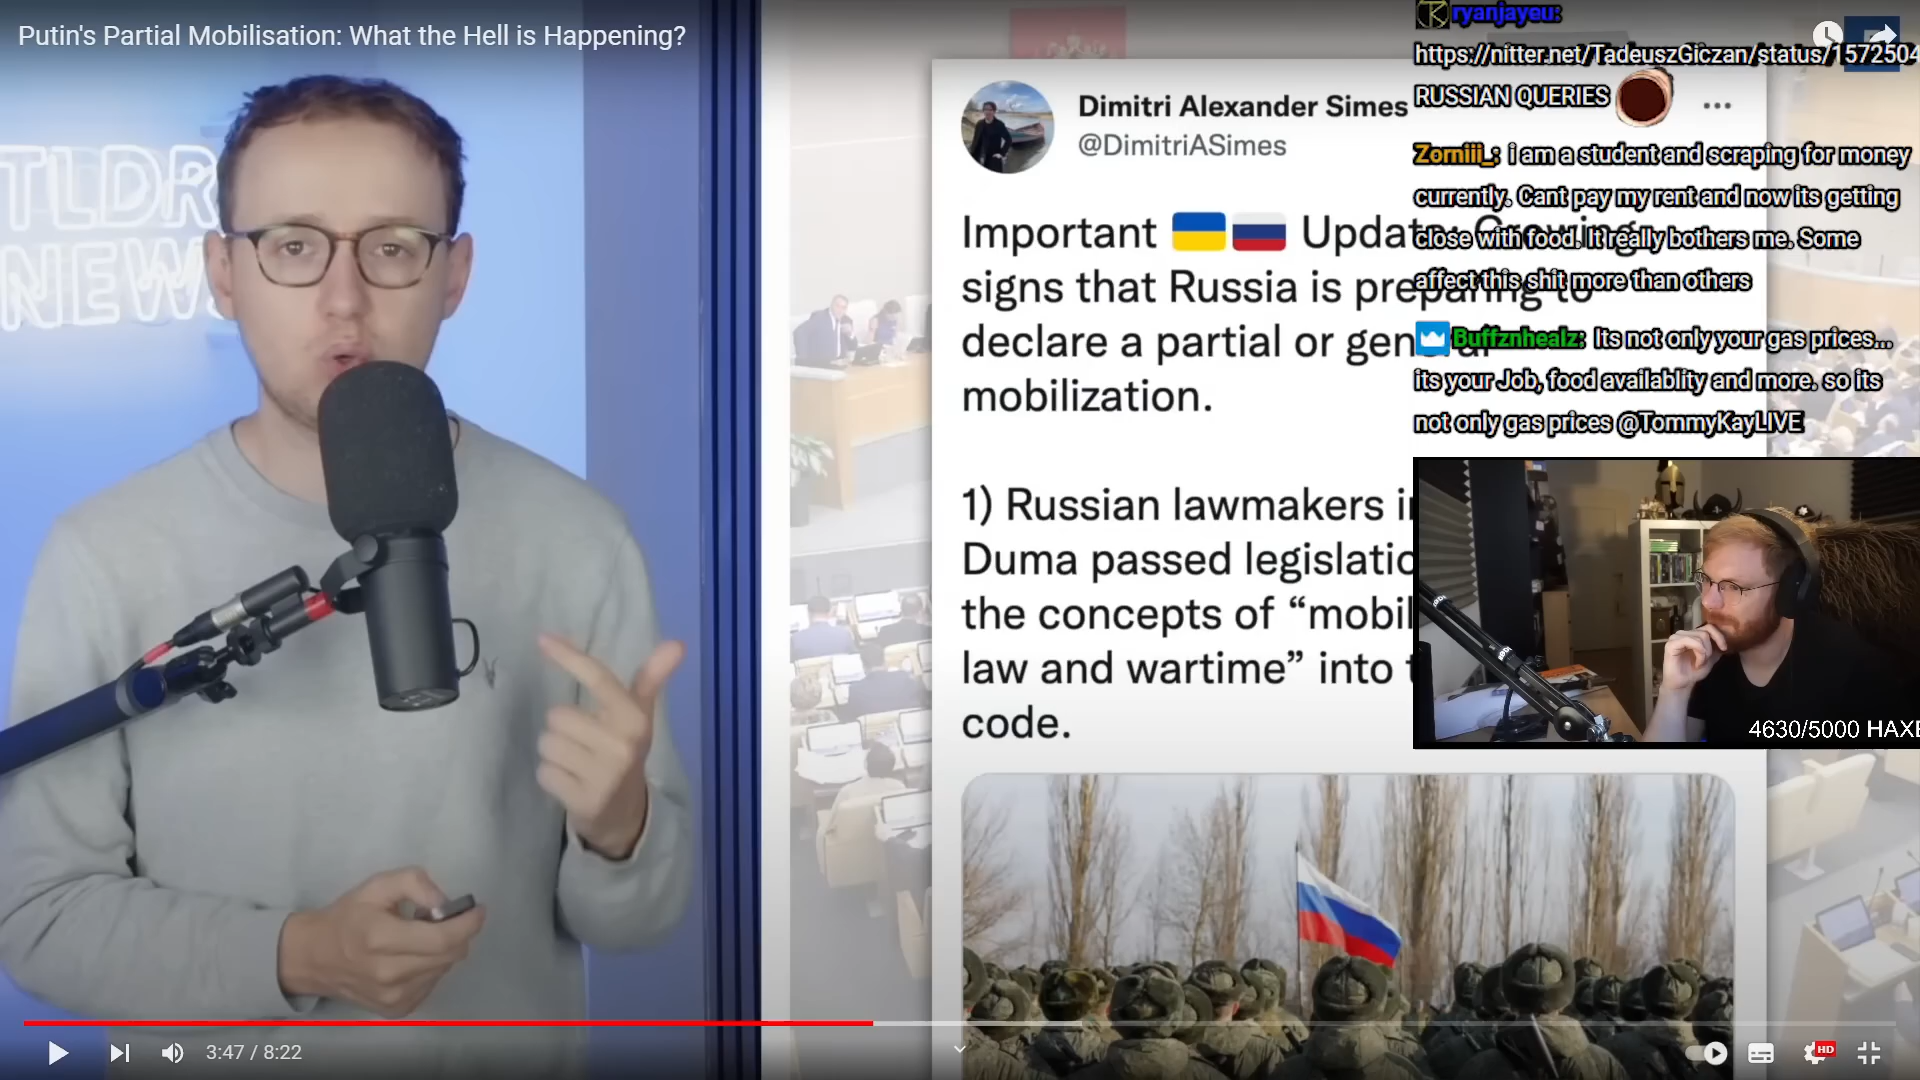 Putin's Partial Mobilisation: What the Hell is Happening?
TLDR
NEWS
Dimitri Alexander Simes
@DimitriASimes
Important Update: Growing
signs that Russia is preparing to
declare a partial or general
mobilization.
1) Russian lawmakers in
Duma passed legislatio
the concepts of “mobil
law and wartime” into t
code.
ryanjayeu:
https://nitter.net/TadeuszGiczan/status/1572504
RUSSIAN QUERIES
Zorniii_: i am a student and scraping for money
currently. Cant pay my rent and now its getting
close with food. It really bothers me. Some
affect this shit more than others
Buffznhealz: Its not only your gas prices...
its your Job, food availablity and more. so its
not only gas prices @TommyKayLIVE
4630/5000 HAXE
3:47 / 8:22
HD